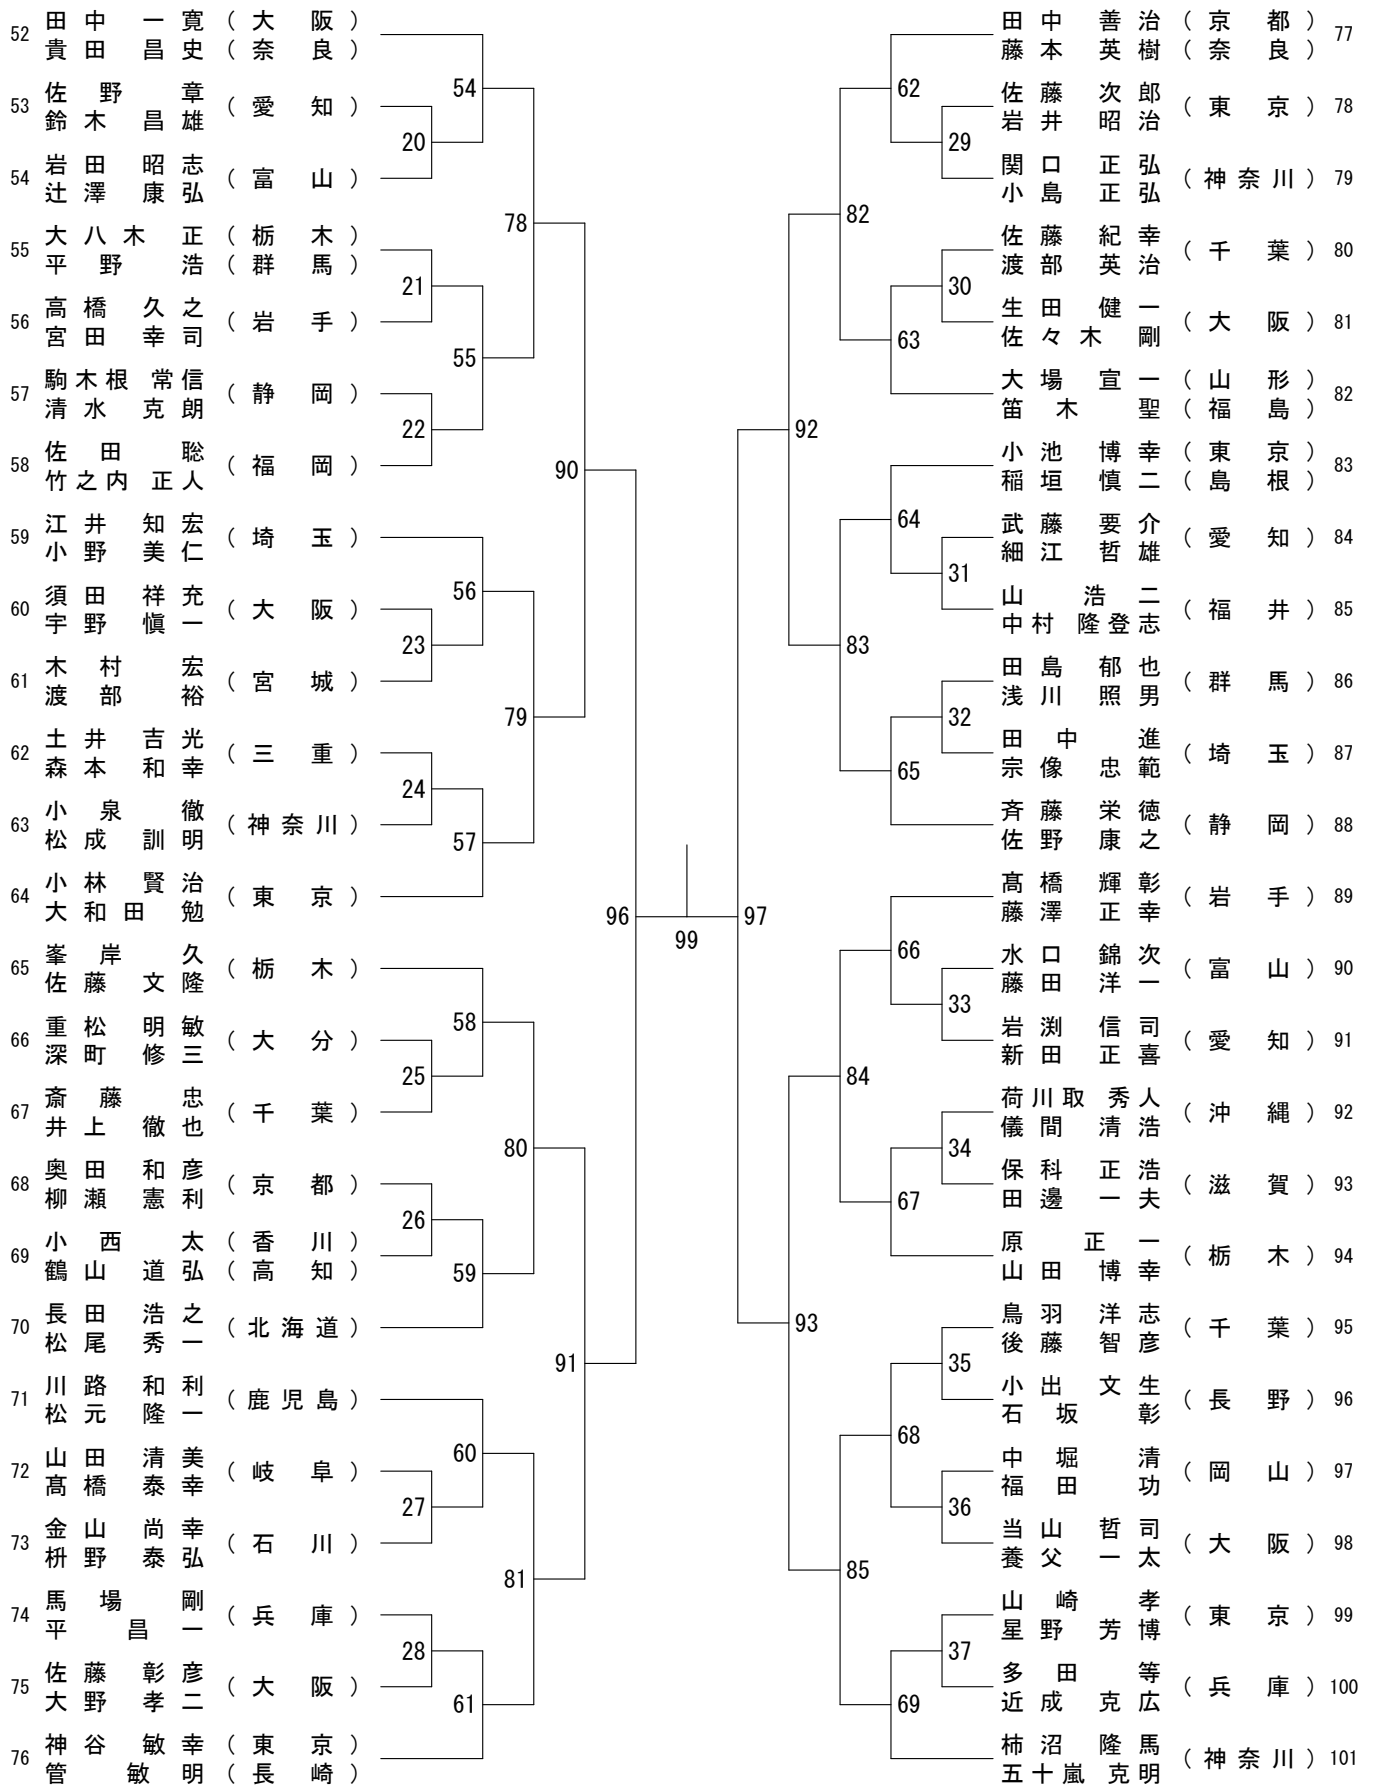 52 田中 一寛 (大阪)
貴田 昌史 (奈良)
53 佐野 章 (愛知)
鈴木 昌雄
54 岩田 昭志 (富山)
辻澤 康弘
55 大八木 正 (栃木)
平野 浩 (群馬)
56 高橋 久之 (岩手)
宮田 幸司
57 駒木根 常信 (静岡)
清水 克朗
58 佐田 聡 (福岡)
竹之内 正人
59 江井 知宏 (埼玉)
小野 美仁
60 須田 祥充 (大阪)
宇野 愼一
61 木村 宏 (宮城)
渡部 裕
62 土井 吉光 (三重)
森本 和幸
63 小泉 徹 (神奈川)
松成 訓明
64 小林 賢治 (東京)
大和田 勉
65 峯岸 久 (栃木)
佐藤 文隆
66 重松 明敏 (大分)
深町 修三
67 斎藤 忠 (千葉)
井上 徹也
68 奥田 和彦 (京都)
柳瀬 憲利
69 小西 太 (香川)
鶴山 道弘 (高知)
70 長田 浩之 (北海道)
松尾 秀一
71 川路 和利 (鹿児島)
松元 隆一
72 山田 清美 (岐阜)
髙橋 泰幸
73 金山 尚幸 (石川)
枡野 泰弘
74 馬場 剛 (兵庫)
平 昌一
75 佐藤 彰彦 (大阪)
大野 孝二
76 神谷 敏幸 (東京)
管 敏明 (長崎)
20
21
22
23
24
25
26
27
28
54
55
56
57
58
59
60
61
78
79
80
81
90
91
96
99
97
92
93
82
83
84
85
62
63
64
65
66
67
68
69
29
30
31
32
33
34
35
36
37
田中 善治 (京都) 77
藤本 英樹 (奈良)
佐藤 次郎 (東京) 78
岩井 昭治
関口 正弘 (神奈川) 79
小島 正弘
佐藤 紀幸 (千葉) 80
渡部 英治
生田 健一 (大阪) 81
佐々木 剛
大場 宣一 (山形) 82
笛木 聖 (福島)
小池 博幸 (東京) 83
稲垣 慎二 (島根)
武藤 要介 (愛知) 84
細江 哲雄
山 浩二 (福井) 85
中村 隆登志
田島 郁也 (群馬) 86
浅川 照男
田中 進 (埼玉) 87
宗像 忠範
斉藤 栄徳 (静岡) 88
佐野 康之
髙橋 輝彰 (岩手) 89
藤澤 正幸
水口 錦次 (富山) 90
藤田 洋一
岩渕 信司 (愛知) 91
新田 正喜
荷川取 秀人 (沖縄) 92
儀間 清浩
保科 正浩 (滋賀) 93
田邊 一夫
原 正一 (栃木) 94
山田 博幸
鳥羽 洋志 (千葉) 95
後藤 智彦
小出 文生 (長野) 96
石坂 彰
中堀 清 (岡山) 97
福田 功
当山 哲司 (大阪) 98
養父 一太
山崎 孝 (東京) 99
星野 芳博
多田 等 (兵庫) 100
近成 克広
柿沼 隆馬 (神奈川) 101
五十嵐 克明